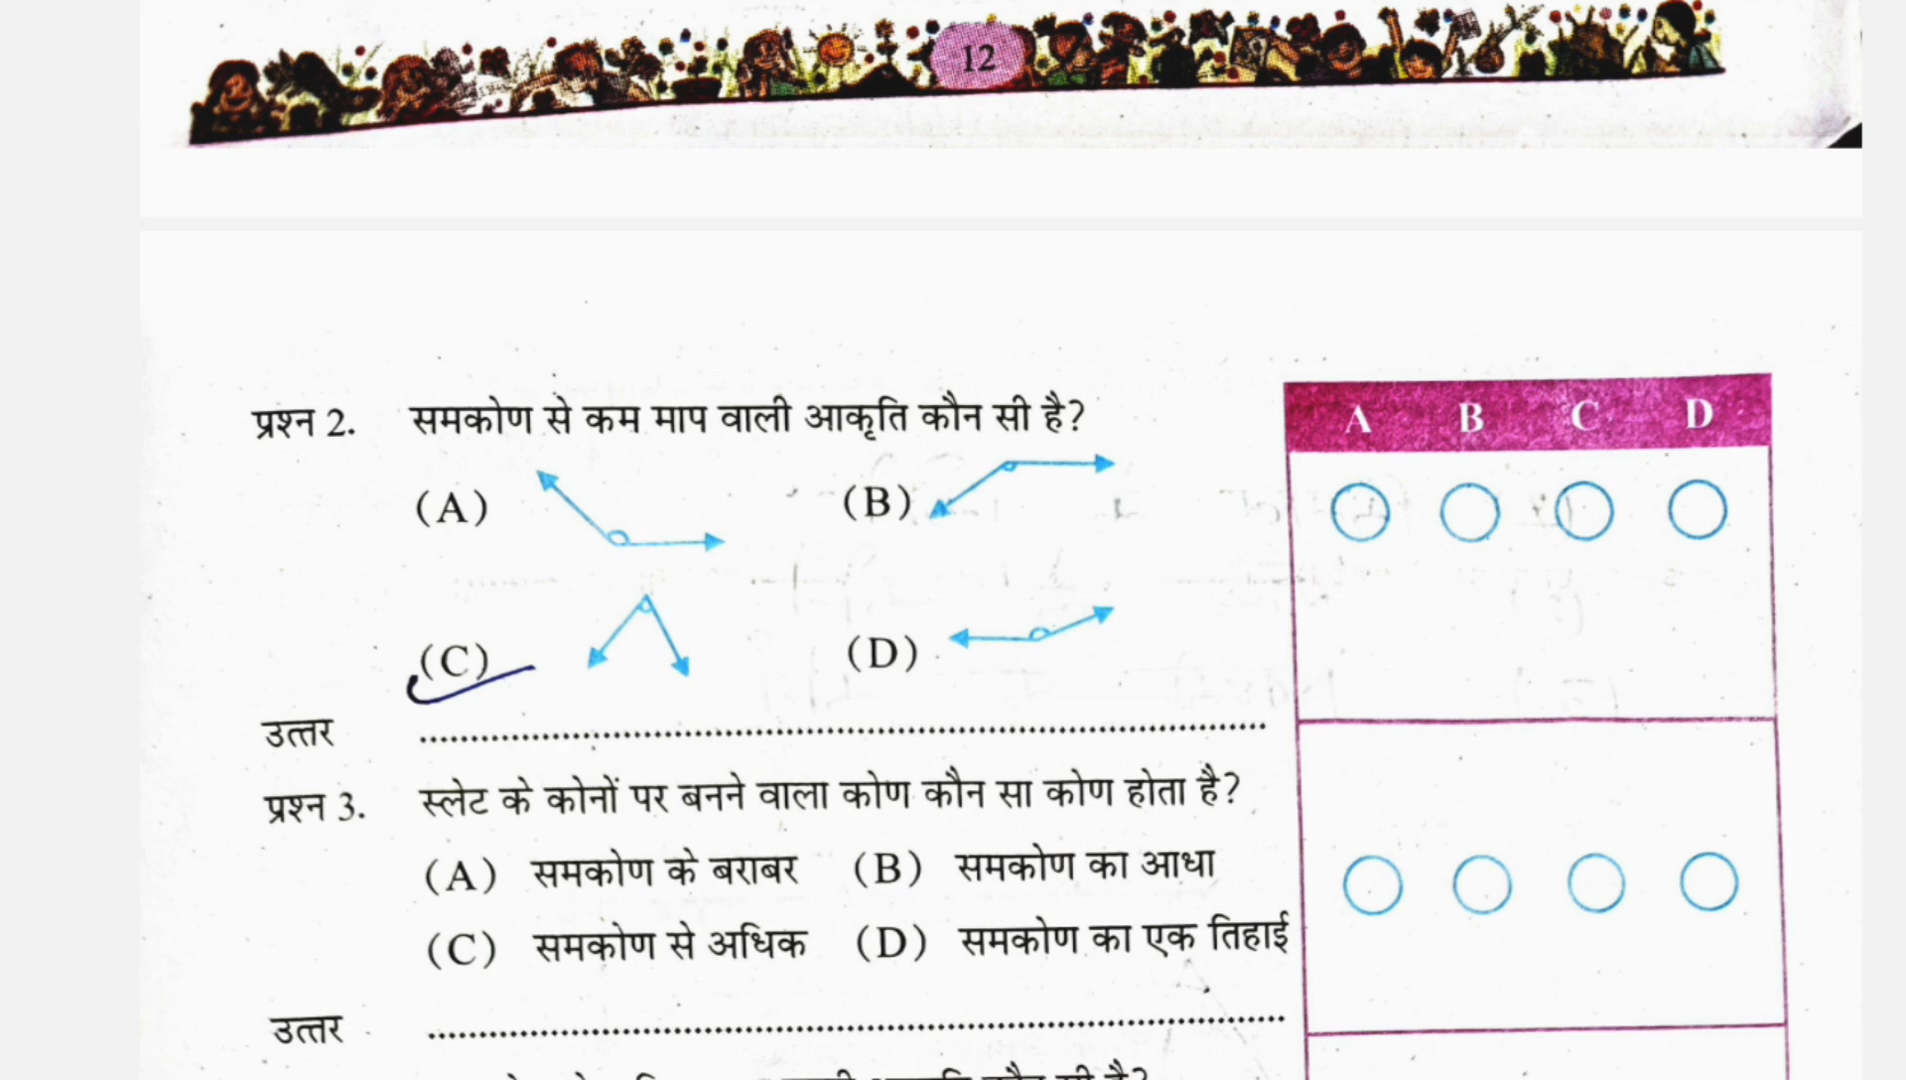 12
प्रश्न 2. समकोण से कम माप वाली आकृति कौन सी है?
A B C D
(A) (B)
(C) (D)
उत्तर
प्रश्न 3. स्लेट के कोनों पर बनने वाला कोण कौन सा कोण होता है?
(A) समकोण के बराबर (B) समकोण का आधा
(C) समकोण से अधिक (D) समकोण का एक तिहाई
उत्तर